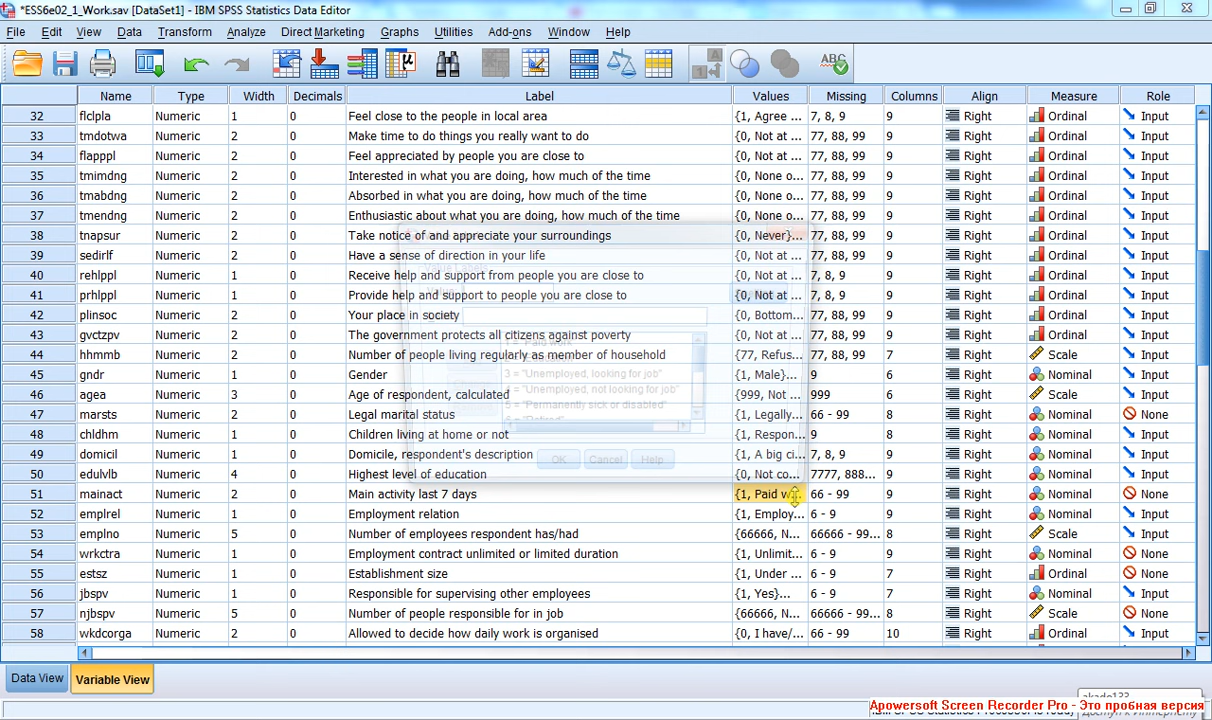 *ESS6e02_1_Work.sav [DataSet1] - IBM SPSS Statistics Data Editor
File Edit View Data Transform Analyze Direct Marketing Graphs Utilities Add-ons Window Help
Name Type Width Decimals Label Values Missing Columns Align Measure Role
32 flclpla Numeric 1 0 Feel close to the people in local area {1, Agree ... 7, 8, 9 9 Right Ordinal Input
33 tmdotwa Numeric 2 0 Make time to do things you really want to do {0, Not at ... 77, 88, 99 9 Right Ordinal Input
34 flapppl Numeric 2 0 Feel appreciated by people you are close to {0, Not at ... 77, 88, 99 9 Right Ordinal Input
35 tmimdng Numeric 2 0 Interested in what you are doing, how much of the time {0, None o... 77, 88, 99 9 Right Ordinal Input
36 tmabdng Numeric 2 0 Absorbed in what you are doing, how much of the time {0, None o... 77, 88, 99 9 Right Ordinal Input
37 tmendng Numeric 2 0 Enthusiastic about what you are doing, how much of the time {0, None o... 77, 88, 99 9 Right Ordinal Input
38 tnapsur Numeric 2 0 Take notice of and appreciate your surroundings {0, Never}... 77, 88, 99 9 Right Ordinal Input
39 sedirlf Numeric 2 0 Have a sense of direction in your life {0, Not at ... 77, 88, 99 9 Right Ordinal Input
40 rehlppl Numeric 1 0 Receive help and support from people you are close to {0, Not at ... 7, 8, 9 9 Right Ordinal Input
41 prhlppl Numeric 1 0 Provide help and support to people you are close to {0, Not at ... 7, 8, 9 9 Right Ordinal Input
42 plinsoc Numeric 2 0 Your place in society {0, Bottom... 77, 88, 99 9 Right Ordinal Input
43 gvctzpv Numeric 2 0 The government protects all citizens against poverty {0, Not at ... 77, 88, 99 9 Right Ordinal Input
44 hhmmb Numeric 2 0 Number of people living regularly as member of household {77, Refus... 77, 88, 99 7 Right Scale Input
3 = "Unemployed, looking for job"
45 gndr Numeric 1 0 Gender {1, Male}... 9 6 Right Nominal Input
= "Unemployed, not looking for job"
46 agea Numeric 3 0 Age of respondent, calculated {999, Not ... 999 6 Right Scale Input
5 = "Permanently sick or disabled"
47 marsts Numeric 2 0 Legal marital status {1, Legally... 66 - 99 8 Right Nominal None
48 chldhm Numeric 1 0 Children living at home or not {1, Respon... 9 8 Right Nominal Input
49 domicil Numeric 1 0 Domicile, respondent's description {1, A big ci... 7, 8, 9 9 Right Nominal Input
OK Cancel Help
50 edulvlb Numeric 4 0 Highest level of education {0, Not co... 7777, 888... 9 Right Nominal Input
51 mainact Numeric 2 0 Main activity last 7 days {1, Paid w... 66 - 99 9 Right Nominal None
52 emplrel Numeric 1 0 Employment relation {1, Employ... 6 - 9 9 Right Nominal Input
53 emplno Numeric 5 0 Number of employees respondent has/had {66666, N... 66666 - 99... 8 Right Scale Input
54 wrkctra Numeric 1 0 Employment contract unlimited or limited duration {1, Unlimit... 6 - 9 9 Right Nominal None
55 estsz Numeric 1 0 Establishment size {1, Under ... 6 - 9 7 Right Ordinal None
56 jbspv Numeric 1 0 Responsible for supervising other employees {1, Yes}... 6 - 9 7 Right Nominal Input
57 njbspv Numeric 5 0 Number of people responsible for in job {66666, N... 66666 - 99... 8 Right Scale None
58 wkdcorga Numeric 2 0 Allowed to decide how daily work is organised {0, I have/... 66 - 99 10 Right Ordinal Input
Data View Variable View
Apowersoft Screen Recorder Pro - Это пробная версия